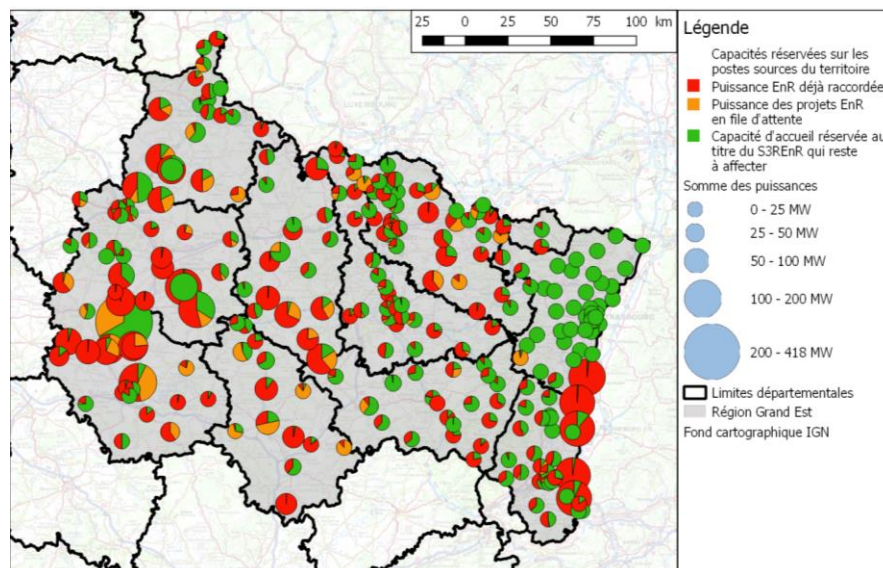 25 0 25 50 75 100 km
Légende
Capacités réservées sur les
postes sources du territoire
Puissance EnR déjà raccordée
Puissance des projets EnR
en file d'attente
Capacité d'accueil réservée au
titre du S3REnR qui reste
à affecter
Somme des puissances
0 - 25 MW
25 - 50 MW
50 - 100 MW
100 - 200 MW
200 - 418 MW
Limites départementales
Région Grand Est
Fond cartographique IGN